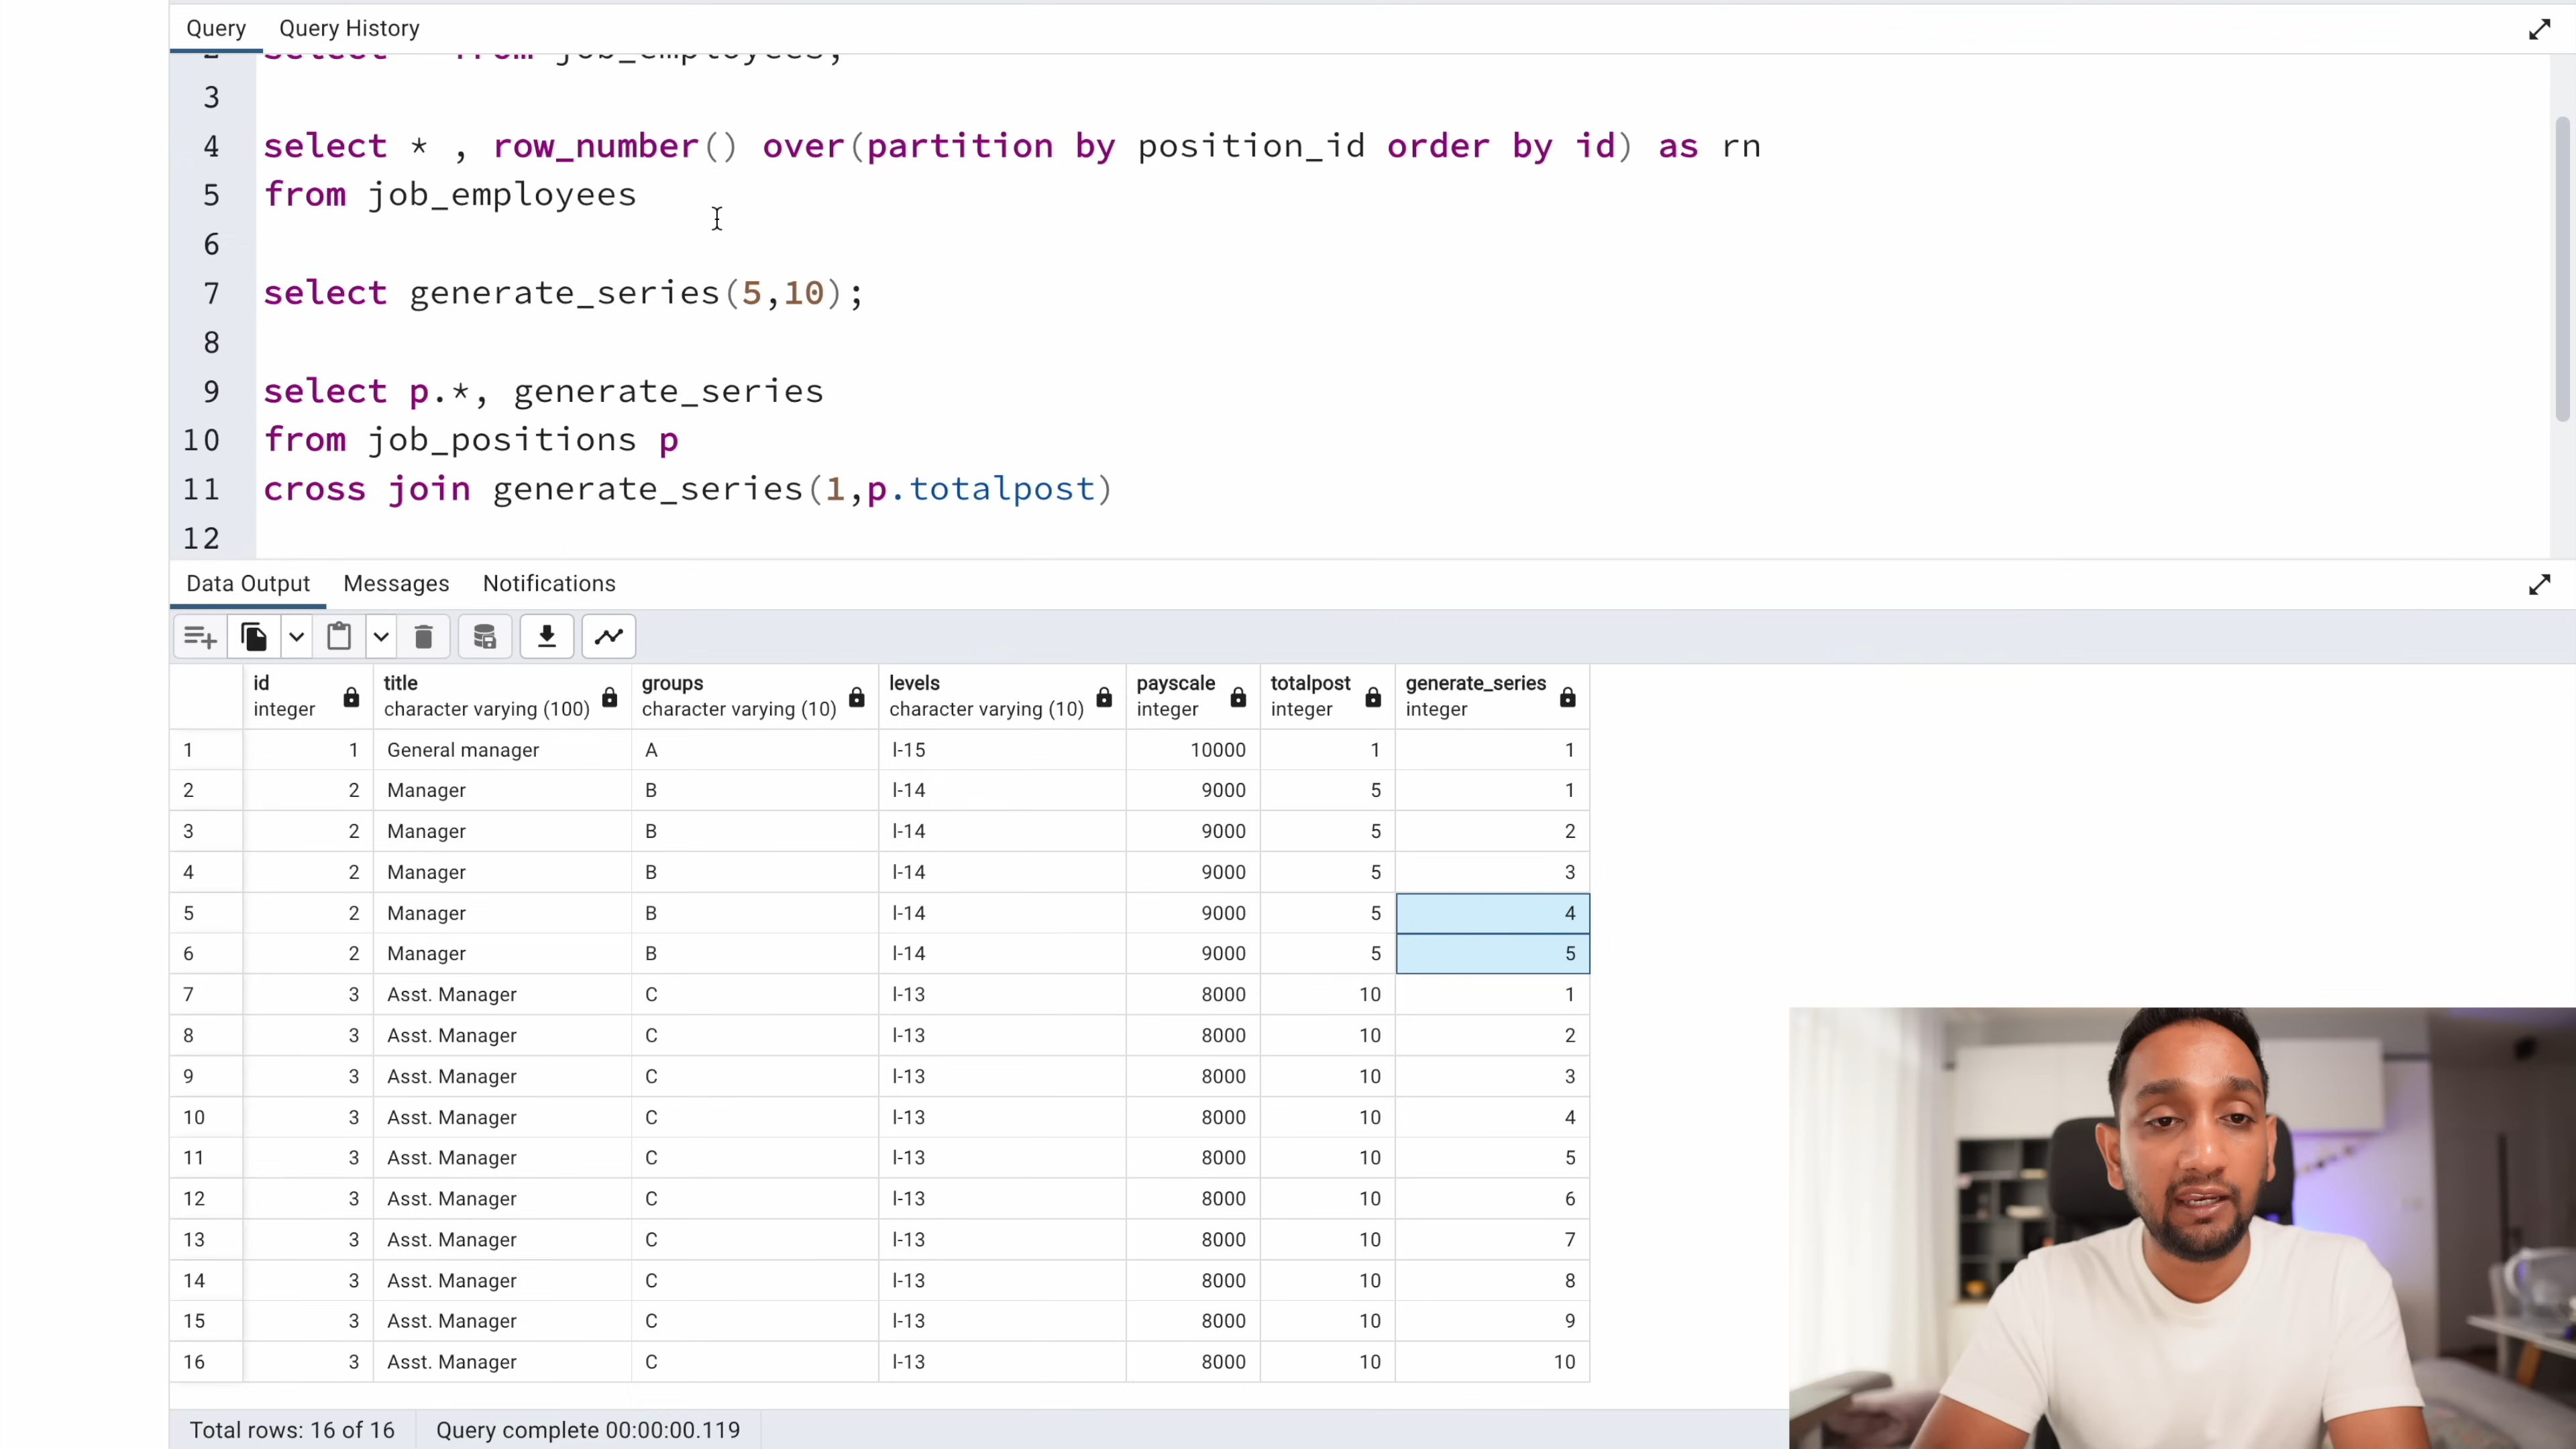 Query Query History
2 select * from job_employees;
3
4 select * , row_number() over(partition by position_id order by id) as rn
5 from job_employees
6
7 select generate_series(5,10);
8
9 select p.*, generate_series
10 from job_positions p
11 cross join generate_series(1,p.totalpost)
12
Data Output Messages Notifications
id title groups levels payscale totalpost generate_series
integer character varying (100) character varying (10) character varying (10) integer integer integer
1 1 General manager A l-15 10000 1 1
2 2 Manager B l-14 9000 5 1
3 2 Manager B l-14 9000 5 2
4 2 Manager B l-14 9000 5 3
5 2 Manager B l-14 9000 5 4
6 2 Manager B l-14 9000 5 5
7 3 Asst. Manager C l-13 8000 10 1
8 3 Asst. Manager C l-13 8000 10 2
9 3 Asst. Manager C l-13 8000 10 3
10 3 Asst. Manager C l-13 8000 10 4
11 3 Asst. Manager C l-13 8000 10 5
12 3 Asst. Manager C l-13 8000 10 6
13 3 Asst. Manager C l-13 8000 10 7
14 3 Asst. Manager C l-13 8000 10 8
15 3 Asst. Manager C l-13 8000 10 9
16 3 Asst. Manager C l-13 8000 10 10
Total rows: 16 of 16 Query complete 00:00:00.119